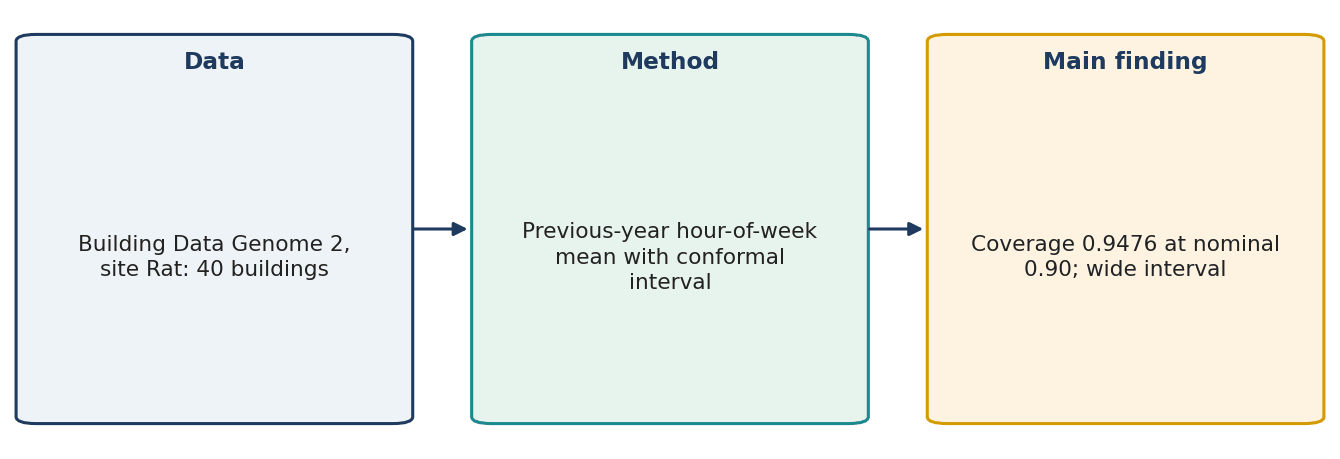 Data
Building Data Genome 2,
site Rat: 40 buildings
Method
Previous-year hour-of-week
mean with conformal
interval
Main finding
Coverage 0.9476 at nominal
0.90; wide interval